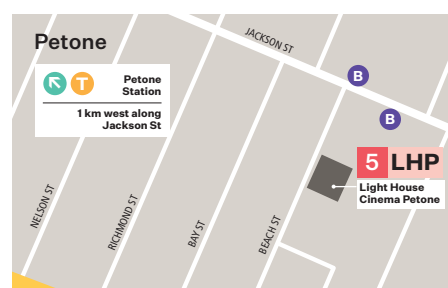 Petone
JACKSON ST
B
T
Petone
Station
1 km west along
Jackson St
B
5 LHP
Light House
Cinema Petone
NELSON ST
RICHMOND ST
BAY ST
BEACH ST